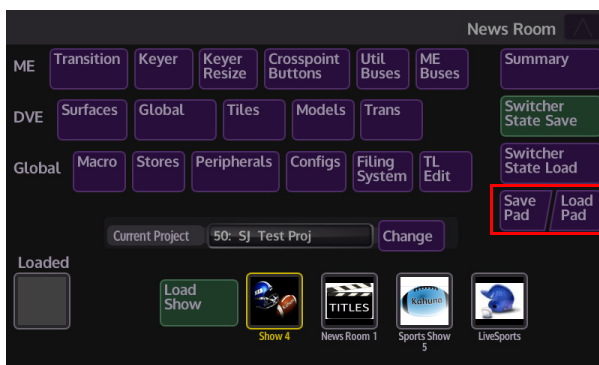 News Room
ME
Transition
Keyer
Keyer
Resize
Crosspoint
Buttons
Util
Buses
ME
Buses
Summary
DVE
Surfaces
Global
Tiles
Models
Trans
Switcher
State Save
Global
Macro
Stores
Peripherals
Configs
Filing
System
TL
Edit
Switcher
State Load
Save
Pad
Load
Pad
Current Project
50: SJ Test Proj
Change
Loaded
Load
Show
TITLES
Kahuna
Show 4
News Room 1
Sports Show
5
LiveSports